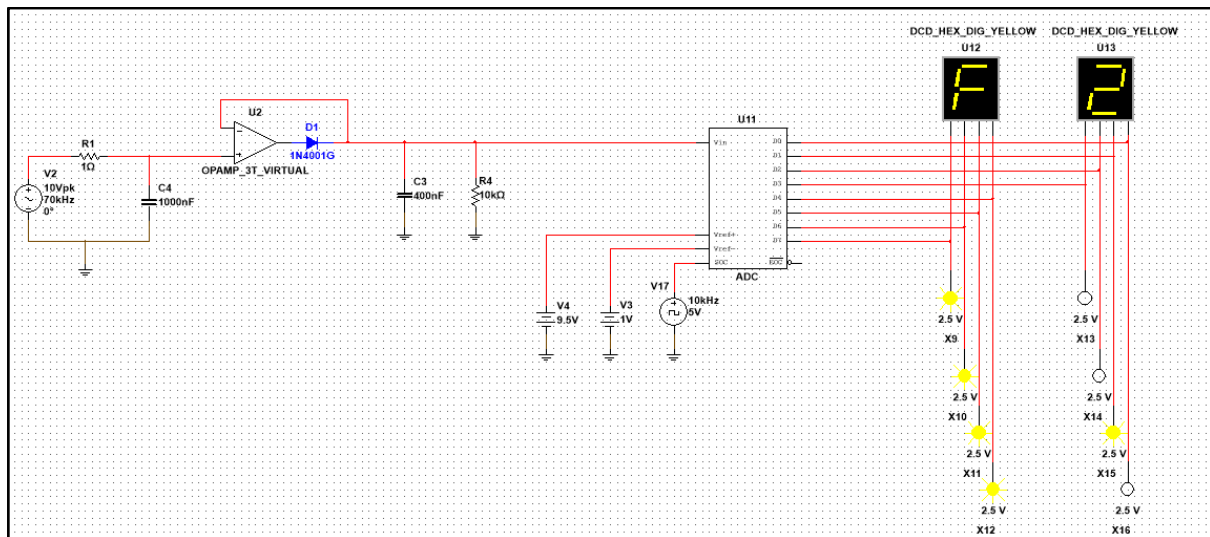 DCD_HEX_DIG_YELLOW DCD_HEX_DIG_YELLOW
U12 U13
F 2
U2
D1
1N4001G
OPAMP_3T_VIRTUAL
R1
1Ω
V2
10Vpk
70kHz
0°
C4
1000nF
C3
400nF
R4
10kΩ
U11
Vin
Vref+
Vref-
SOC
D0
D1
D2
D3
D4
D5
D6
D7
EOC
ADC
V4
9.5V
V3
1V
V17
10kHz
5V
2.5 V
X9
2.5 V
X10
2.5 V
X11
2.5 V
X12
2.5 V
X13
2.5 V
X14
2.5 V
X15
2.5 V
X16